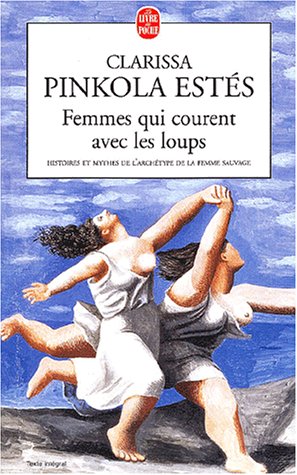 LE LIVRE
DE
POCHE
CLARISSA
PINKOLA ESTÉS
Femmes qui courent
avec les loups
HISTOIRES ET MYTHES DE L'ARCHÉTYPE DE LA FEMME SAUVAGE
Texte intégral